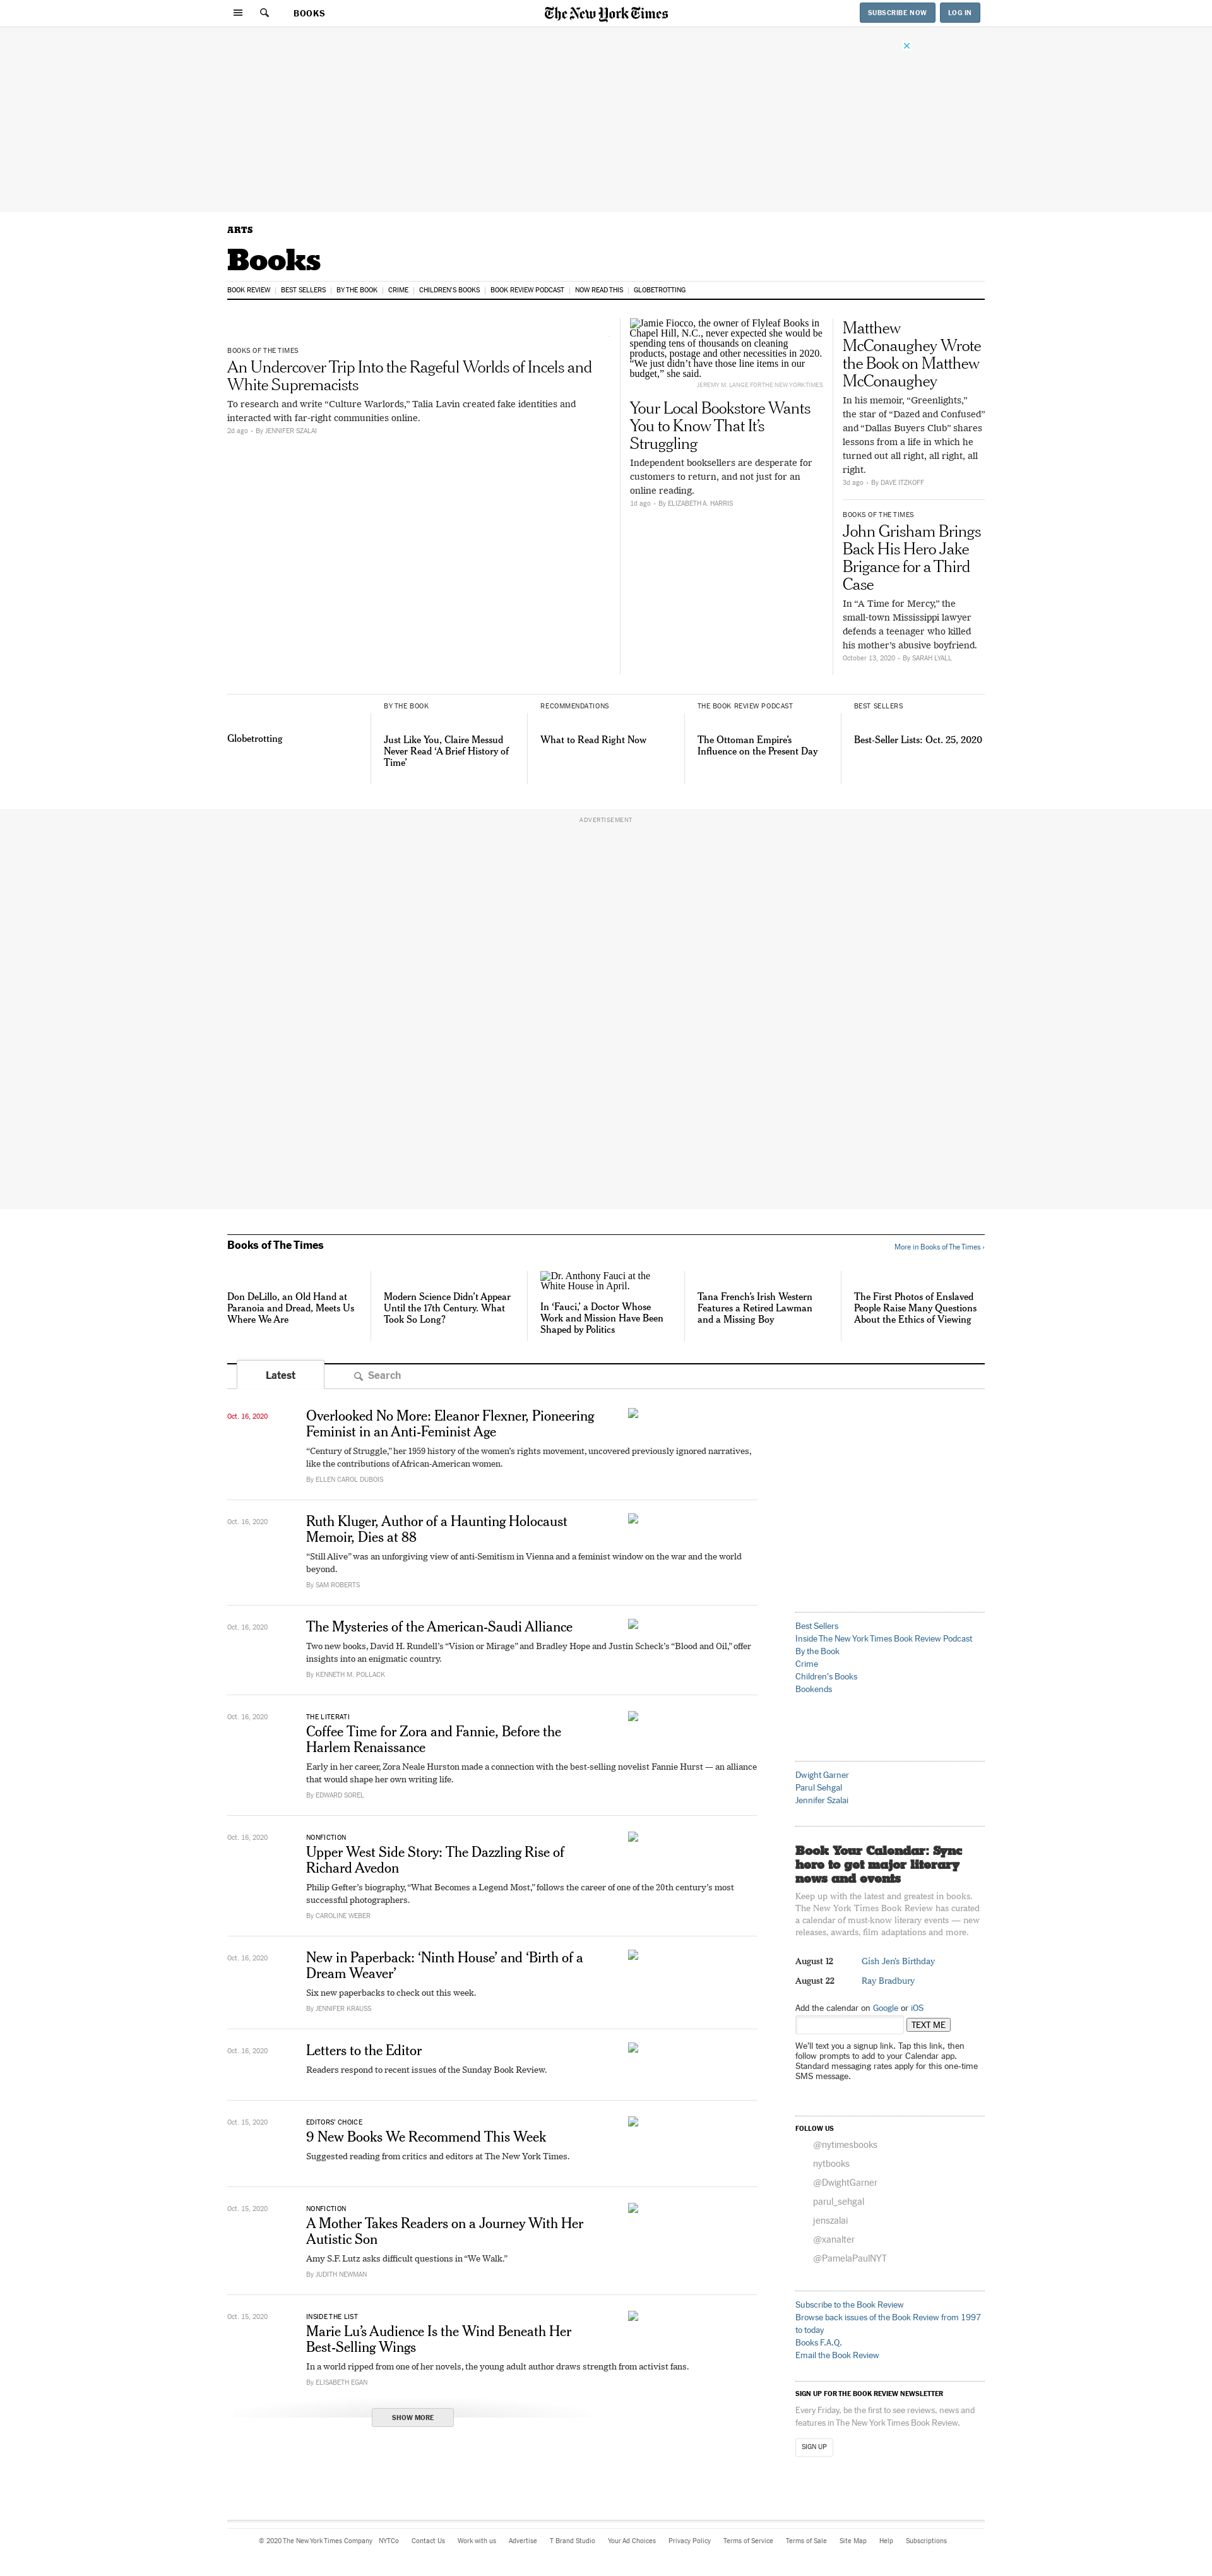 BOOKS
The New York Times
SUBSCRIBE NOW
LOG IN
ARTS
Books
BOOK REVIEW
BEST SELLERS
BY THE BOOK
CRIME
CHILDREN'S BOOKS
BOOK REVIEW PODCAST
NOW READ THIS
GLOBETROTTING
BOOKS OF THE TIMES
An Undercover Trip Into the Rageful Worlds of Incels and
White Supremacists
To research and write “Culture Warlords,” Talia Lavin created fake identities and
interacted with far-right communities online.
2d ago - By JENNIFER SZALAI
Jamie Fiocco, the owner of Flyleaf Books in
Chapel Hill, N.C., never expected she would be
spending tens of thousands on cleaning
products, postage and other necessities in 2020.
“We just didn’t have those line items in our
budget,” she said.
JEREMY M. LANGE FOR THE NEW YORK TIMES
Your Local Bookstore Wants
You to Know That It’s
Struggling
Independent booksellers are desperate for
customers to return, and not just for an
online reading.
1d ago - By ELIZABETH A. HARRIS
Matthew
McConaughey Wrote
the Book on Matthew
McConaughey
In his memoir, “Greenlights,”
the star of “Dazed and Confused”
and “Dallas Buyers Club” shares
lessons from a life in which he
turned out all right, all right, all
right.
3d ago - By DAVE ITZKOFF
BOOKS OF THE TIMES
John Grisham Brings
Back His Hero Jake
Brigance for a Third
Case
In “A Time for Mercy,” the
small-town Mississippi lawyer
defends a teenager who killed
his mother’s abusive boyfriend.
October 13, 2020 - By SARAH LYALL
Globetrotting
BY THE BOOK
Just Like You, Claire Messud
Never Read ‘A Brief History of
Time’
RECOMMENDATIONS
What to Read Right Now
THE BOOK REVIEW PODCAST
The Ottoman Empire’s
Influence on the Present Day
BEST SELLERS
Best-Seller Lists: Oct. 25, 2020
ADVERTISEMENT
Books of The Times
More in Books of The Times ›
Don DeLillo, an Old Hand at
Paranoia and Dread, Meets Us
Where We Are
Modern Science Didn’t Appear
Until the 17th Century. What
Took So Long?
Dr. Anthony Fauci at the
White House in April.
In ‘Fauci,’ a Doctor Whose
Work and Mission Have Been
Shaped by Politics
Tana French’s Irish Western
Features a Retired Lawman
and a Missing Boy
The First Photos of Enslaved
People Raise Many Questions
About the Ethics of Viewing
Latest
Search
Oct. 16, 2020
Overlooked No More: Eleanor Flexner, Pioneering
Feminist in an Anti-Feminist Age
“Century of Struggle,” her 1959 history of the women’s rights movement, uncovered previously ignored narratives,
like the contributions of African-American women.
By ELLEN CAROL DUBOIS
Oct. 16, 2020
Ruth Kluger, Author of a Haunting Holocaust
Memoir, Dies at 88
“Still Alive” was an unforgiving view of anti-Semitism in Vienna and a feminist window on the war and the world
beyond.
By SAM ROBERTS
Oct. 16, 2020
The Mysteries of the American-Saudi Alliance
Two new books, David H. Rundell’s “Vision or Mirage” and Bradley Hope and Justin Scheck’s “Blood and Oil,” offer
insights into an enigmatic country.
By KENNETH M. POLLACK
Oct. 16, 2020
THE LITERATI
Coffee Time for Zora and Fannie, Before the
Harlem Renaissance
Early in her career, Zora Neale Hurston made a connection with the best-selling novelist Fannie Hurst — an alliance
that would shape her own writing life.
By EDWARD SOREL
Oct. 16, 2020
NONFICTION
Upper West Side Story: The Dazzling Rise of
Richard Avedon
Philip Gefter’s biography, “What Becomes a Legend Most,” follows the career of one of the 20th century’s most
successful photographers.
By CAROLINE WEBER
Oct. 16, 2020
New in Paperback: ‘Ninth House’ and ‘Birth of a
Dream Weaver’
Six new paperbacks to check out this week.
By JENNIFER KRAUSS
Oct. 16, 2020
Letters to the Editor
Readers respond to recent issues of the Sunday Book Review.
Oct. 15, 2020
EDITORS’ CHOICE
9 New Books We Recommend This Week
Suggested reading from critics and editors at The New York Times.
Oct. 15, 2020
NONFICTION
A Mother Takes Readers on a Journey With Her
Autistic Son
Amy S.F. Lutz asks difficult questions in “We Walk.”
By JUDITH NEWMAN
Oct. 15, 2020
INSIDE THE LIST
Marie Lu’s Audience Is the Wind Beneath Her
Best-Selling Wings
In a world ripped from one of her novels, the young adult author draws strength from activist fans.
By ELISABETH EGAN
SHOW MORE
Best Sellers
Inside The New York Times Book Review Podcast
By the Book
Crime
Children's Books
Bookends
Dwight Garner
Parul Sehgal
Jennifer Szalai
Book Your Calendar: Sync
here to get major literary
news and events
Keep up with the latest and greatest in books.
The New York Times Book Review has curated
a calendar of must-know literary events — new
releases, awards, film adaptations and more.
August 12 Gish Jen's Birthday
August 22 Ray Bradbury
Add the calendar on Google or iOS
TEXT ME
We'll text you a signup link. Tap this link, then
follow prompts to add to your Calendar app.
Standard messaging rates apply for this one-time
SMS message.
FOLLOW US
@nytimesbooks
nytbooks
@DwightGarner
parul_sehgal
jenszalai
@xanalter
@PamelaPaulNYT
Subscribe to the Book Review
Browse back issues of the Book Review from 1997
to today
Books F.A.Q.
Email the Book Review
SIGN UP FOR THE BOOK REVIEW NEWSLETTER
Every Friday, be the first to see reviews, news and
features in The New York Times Book Review.
SIGN UP
© 2020 The New York Times Company NYTCo Contact Us Work with us Advertise T Brand Studio Your Ad Choices Privacy Policy Terms of Service Terms of Sale Site Map Help Subscriptions